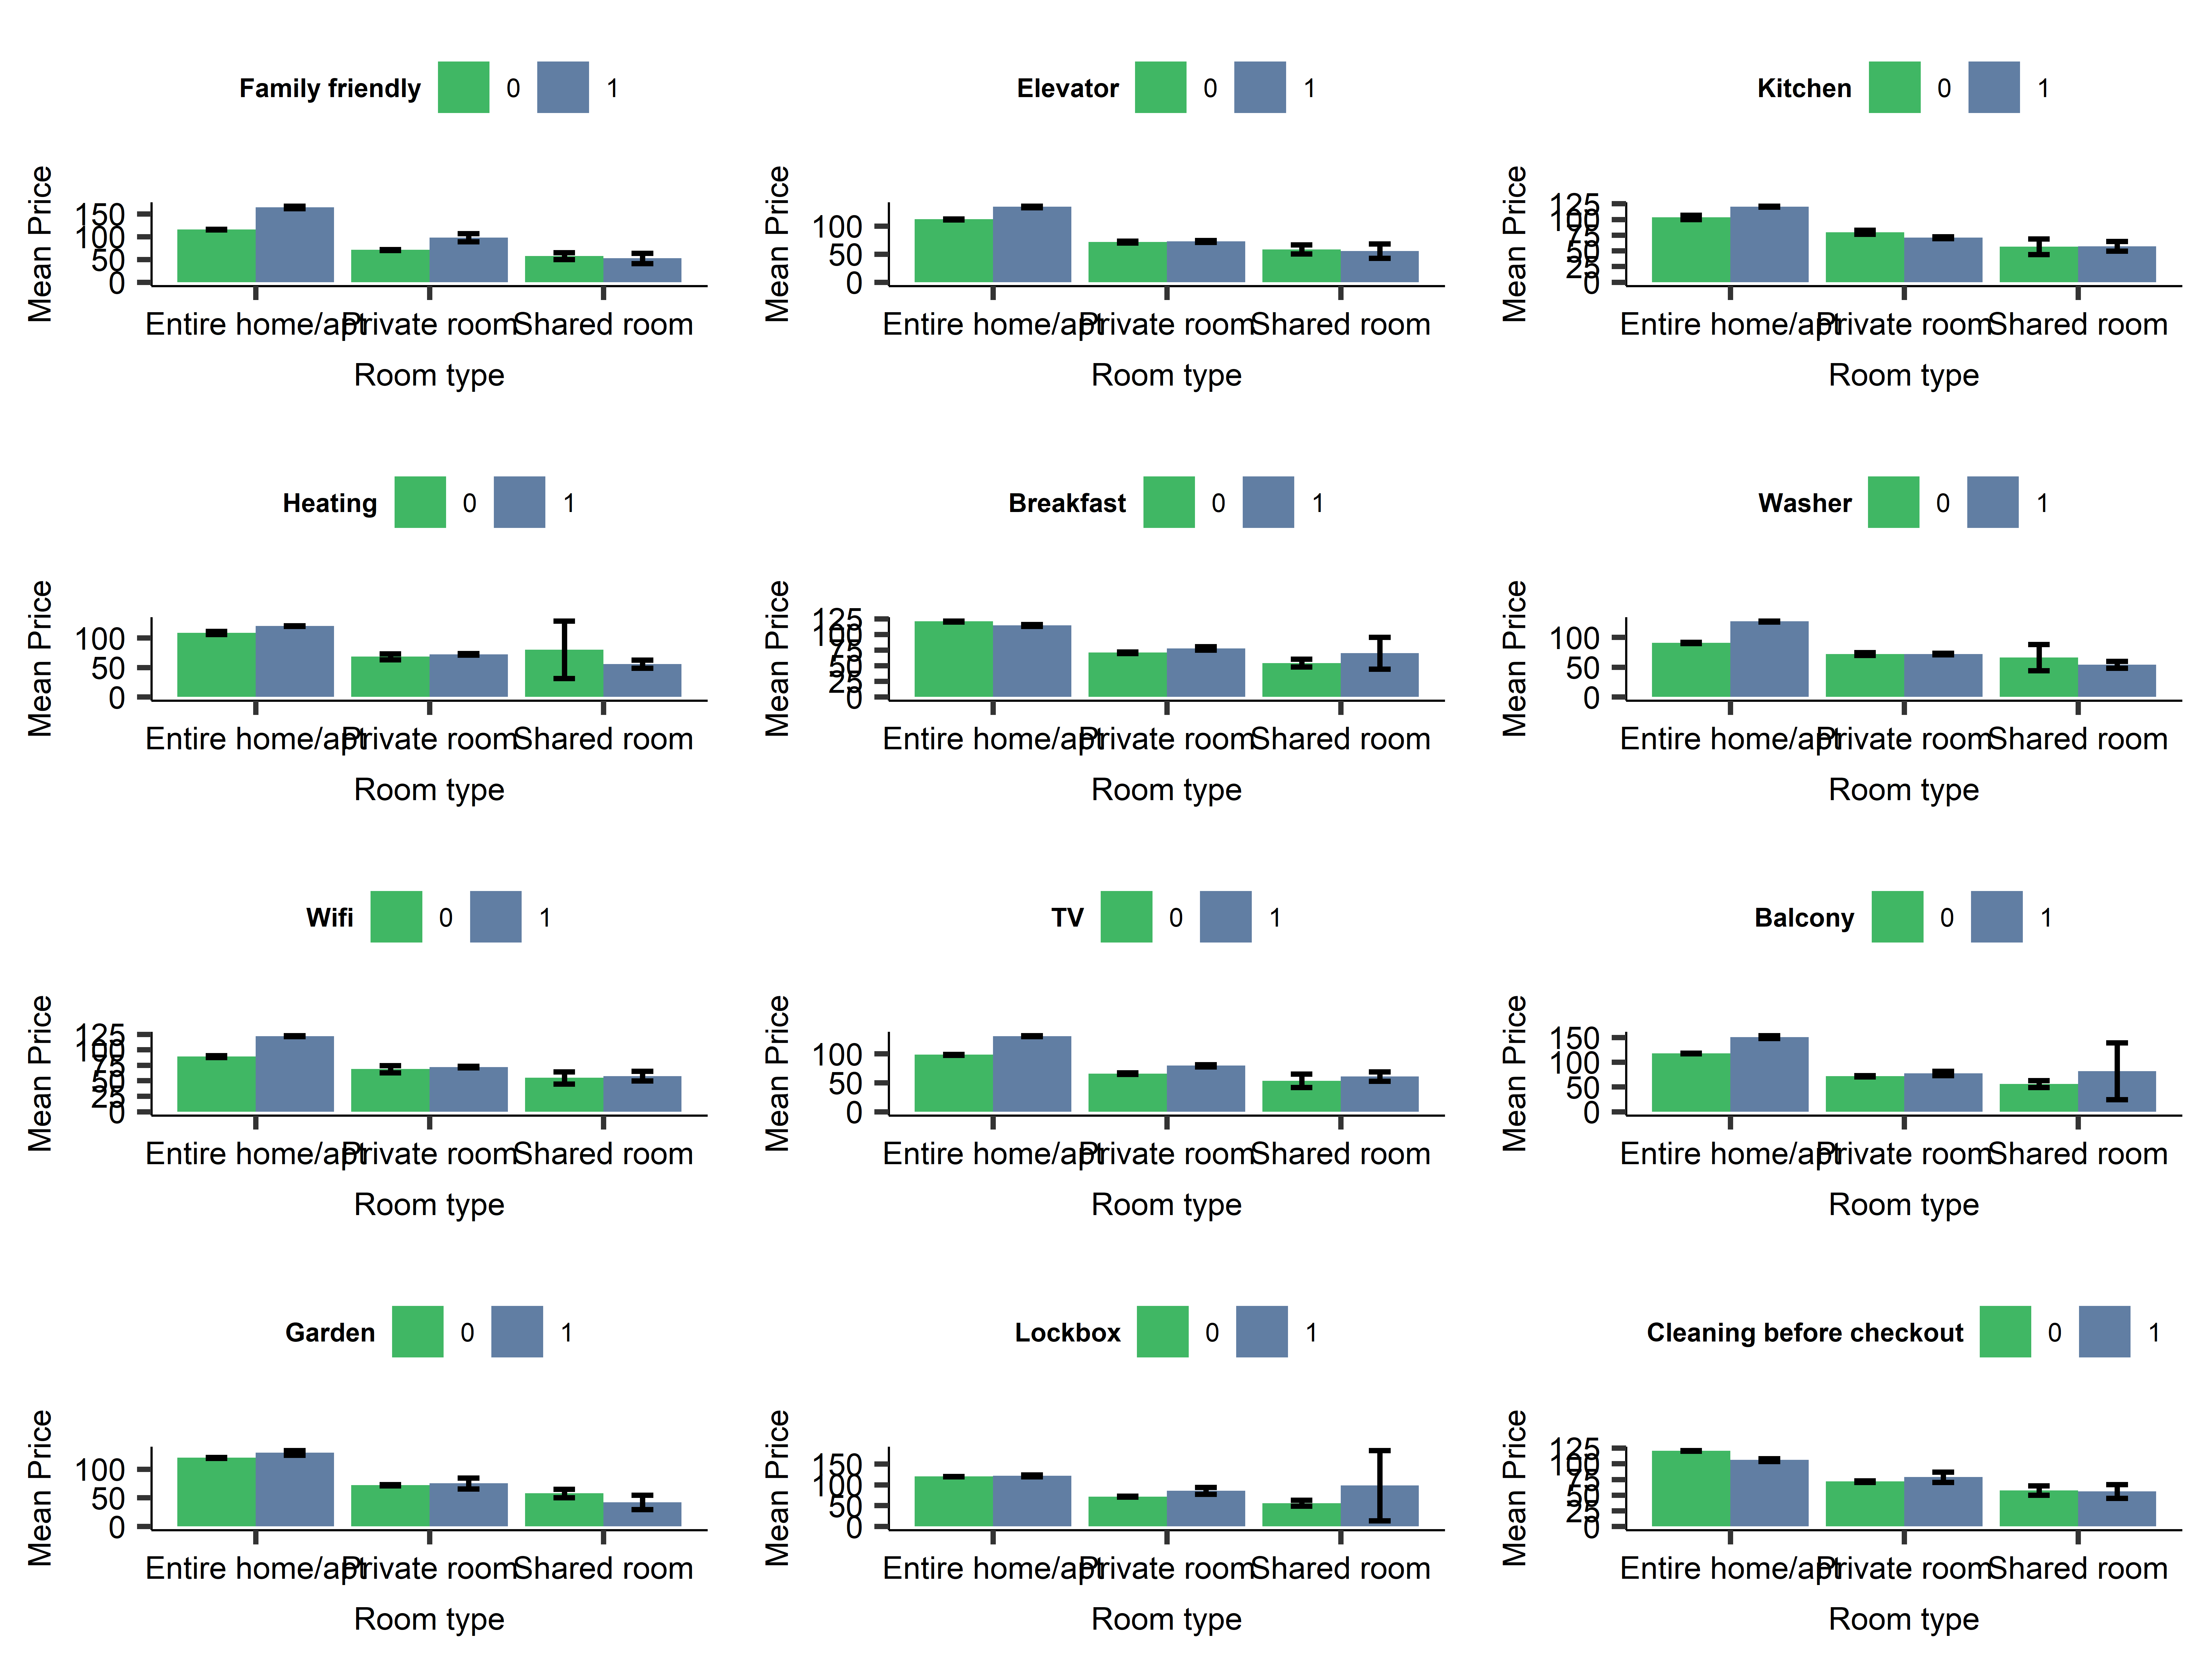 Family friendly 0 1
Mean Price
150
100
50
0
Entire home/apt Private room Shared room
Room type
Elevator 0 1
Mean Price
100
50
0
Entire home/apt Private room Shared room
Room type
Kitchen 0 1
Mean Price
125
100
75
50
25
0
Entire home/apt Private room Shared room
Room type
Heating 0 1
Mean Price
100
50
0
Entire home/apt Private room Shared room
Room type
Breakfast 0 1
Mean Price
125
100
75
50
25
0
Entire home/apt Private room Shared room
Room type
Washer 0 1
Mean Price
100
50
0
Entire home/apt Private room Shared room
Room type
Wifi 0 1
Mean Price
125
100
75
50
25
0
Entire home/apt Private room Shared room
Room type
TV 0 1
Mean Price
100
50
0
Entire home/apt Private room Shared room
Room type
Balcony 0 1
Mean Price
150
100
50
0
Entire home/apt Private room Shared room
Room type
Garden 0 1
Mean Price
100
50
0
Entire home/apt Private room Shared room
Room type
Lockbox 0 1
Mean Price
150
100
50
0
Entire home/apt Private room Shared room
Room type
Cleaning before checkout 0 1
Mean Price
125
100
75
50
25
0
Entire home/apt Private room Shared room
Room type